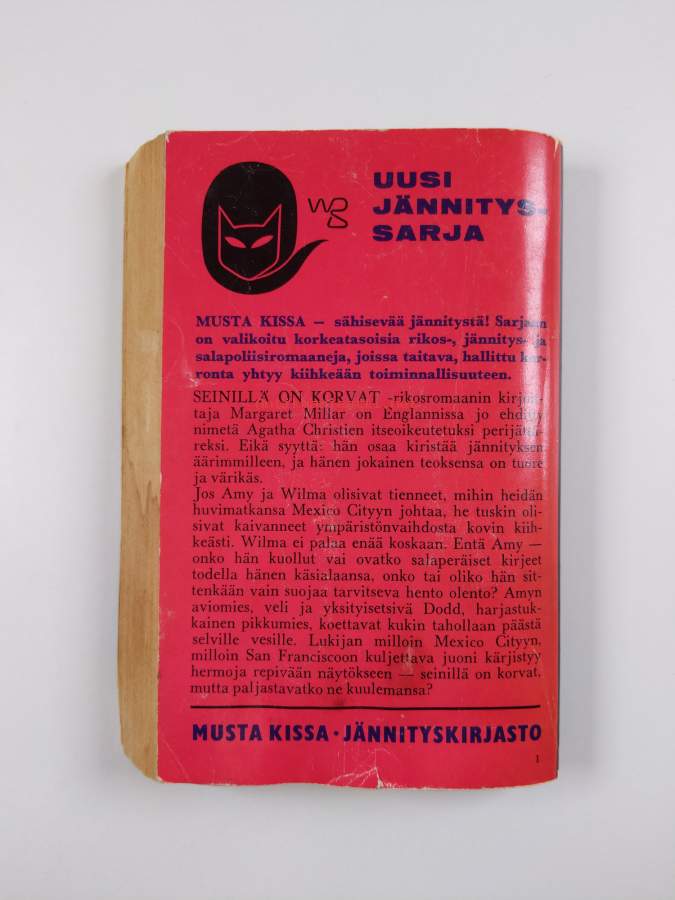 UUSI
JÄNNITYS-
SARJA
WS
MUSTA KISSA — sähisevää jännitystä! Sarjaan
on valikoitu korkeatasoisia rikos-, jännitys- ja
salapoliisiromaaneja, joissa taitava, hallittu ker-
ronta yhtyy kiihkeään toiminnallisuuteen.
SEINILLÄ ON KORVAT -rikosromaanin kirjoit-
taja Margaret Millar on Englannissa jo ehditty
nimetä Agatha Christien itseoikeutetuksi perijättä-
reksi. Eikä syyttä: hän osaa kiristää jännityksen
äärimmilleen, ja hänen jokainen teoksensa on tuore
ja värikäs.
Jos Amy ja Wilma olisivat tienneet, mihin heidän
huvimatkansa Mexico Cityyn johtaa, he tuskin oli-
sivat kaivanneet ympäristönvaihdosta kovin kiih-
keästi. Wilma ei palaa enää koskaan. Entä Amy —
onko hän kuollut vai ovatko salaperäiset kirjeet
todella hänen käsialaansa, onko tai oliko hän sit-
tenkään vain suojaa tarvitseva hento olento? Amyn
aviomies, veli ja yksityisetsivä Dodd, harjastuk-
kainen pikkumies, koettavat kukin tahollaan päästä
selville vesille. Lukijan milloin Mexico Cityyn,
milloin San Franciscoon kuljettava juoni kärjistyy
hermoja repivään näytökseen — seinillä on korvat,
mutta paljastavatko ne kuulemansa?
MUSTA KISSA · JÄNNITYSKIRJASTO
1